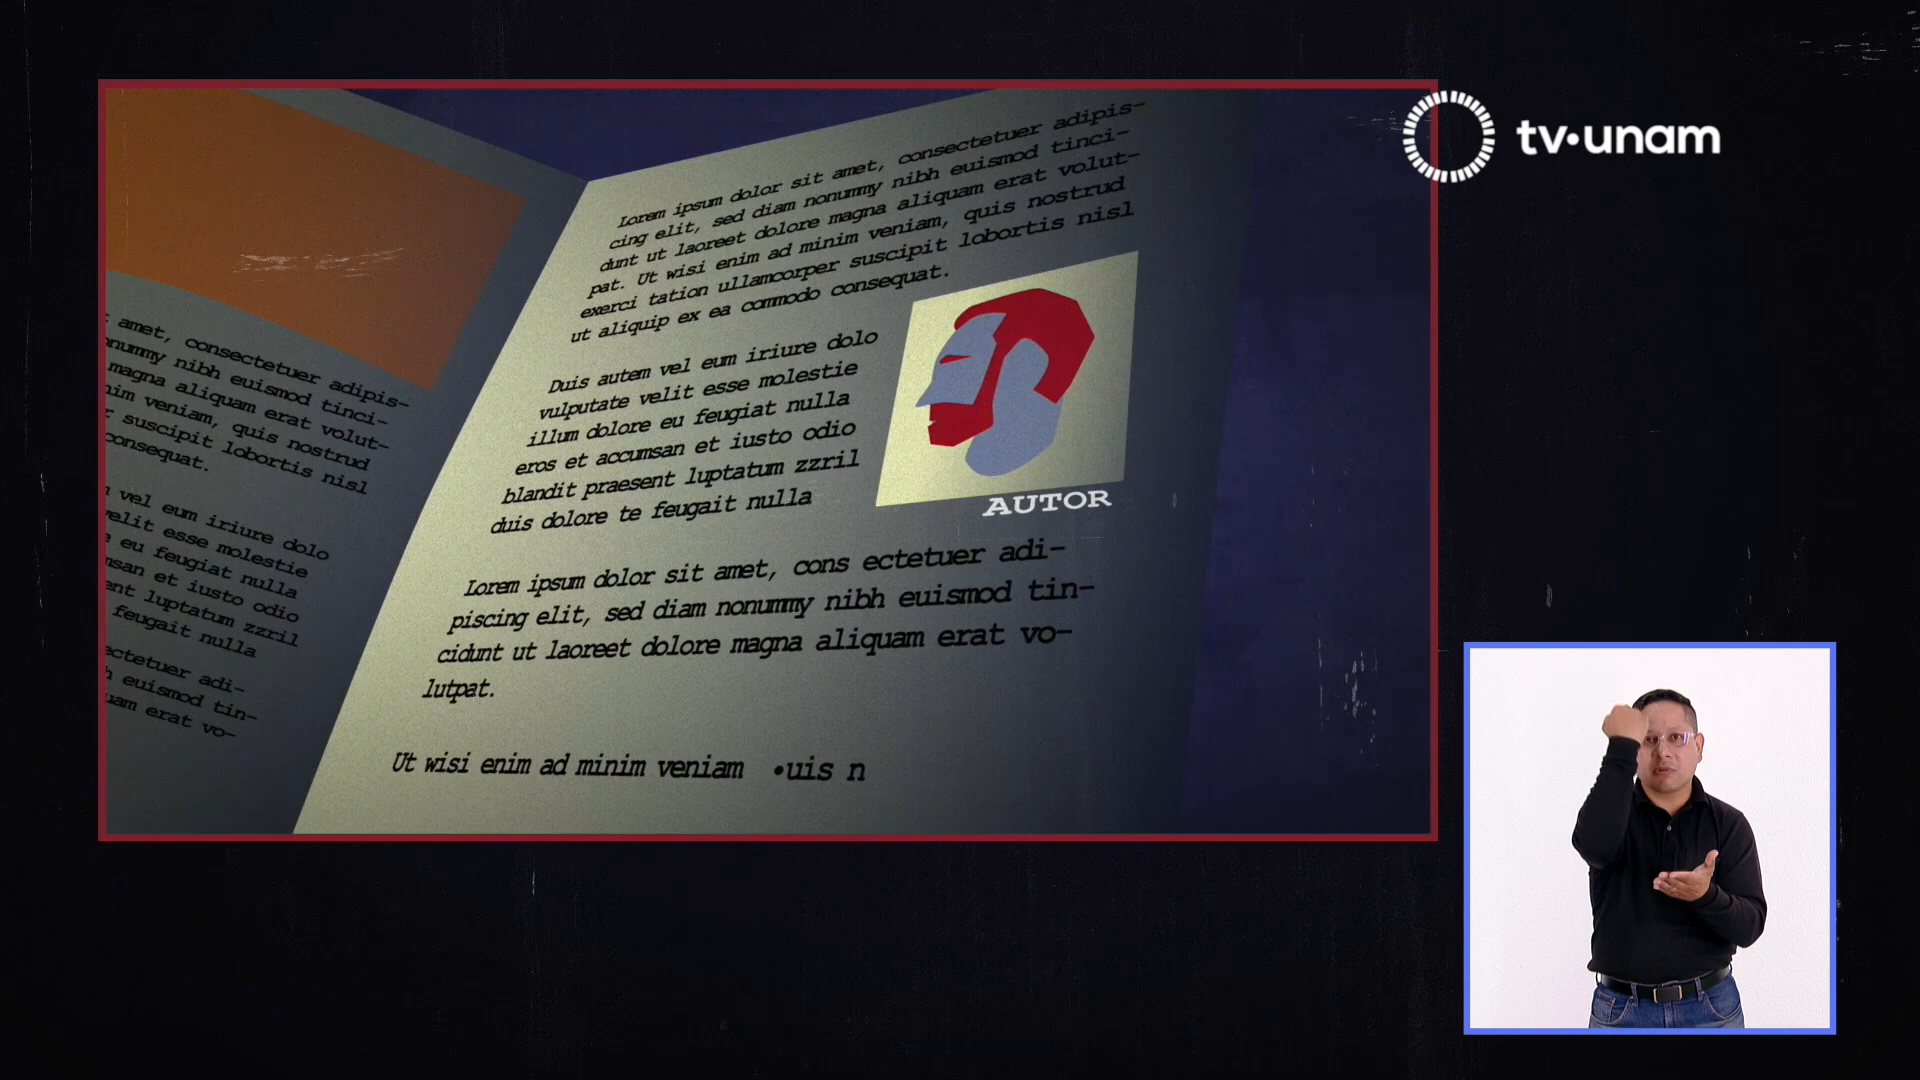 tv·unam
: amet, consectetuer adipis-
onummy nibh euismod tinci-
magna aliquam erat volut-
nim veniam, quis nostrud
r suscipit lobortis nisl
consequat.
m vel eum iriure dolo
velit esse molestie
e eu feugiat nulla
msan et iusto odio
ent luptatum zzril
feugait nulla
ectetuer adi-
h euismod tin-
uam erat vo-
Lorem ipsum dolor sit amet, consectetuer adipis-
cing elit, sed diam nonummy nibh euismod tinci-
dunt ut laoreet dolore magna aliquam erat volut-
pat. Ut wisi enim ad minim veniam, quis nostrud
exerci tation ullamcorper suscipit lobortis nisl
ut aliquip ex ea commodo consequat.
Duis autem vel eum iriure dolo
vulputate velit esse molestie
illum dolore eu feugiat nulla
eros et accumsan et iusto odio
blandit praesent luptatum zzril
duis dolore te feugait nulla
AUTOR
Lorem ipsum dolor sit amet, cons ectetuer adi-
piscing elit, sed diam nonummy nibh euismod tin-
cidunt ut laoreet dolore magna aliquam erat vo-
lutpat.
Ut wisi enim ad minim veniam •uis n